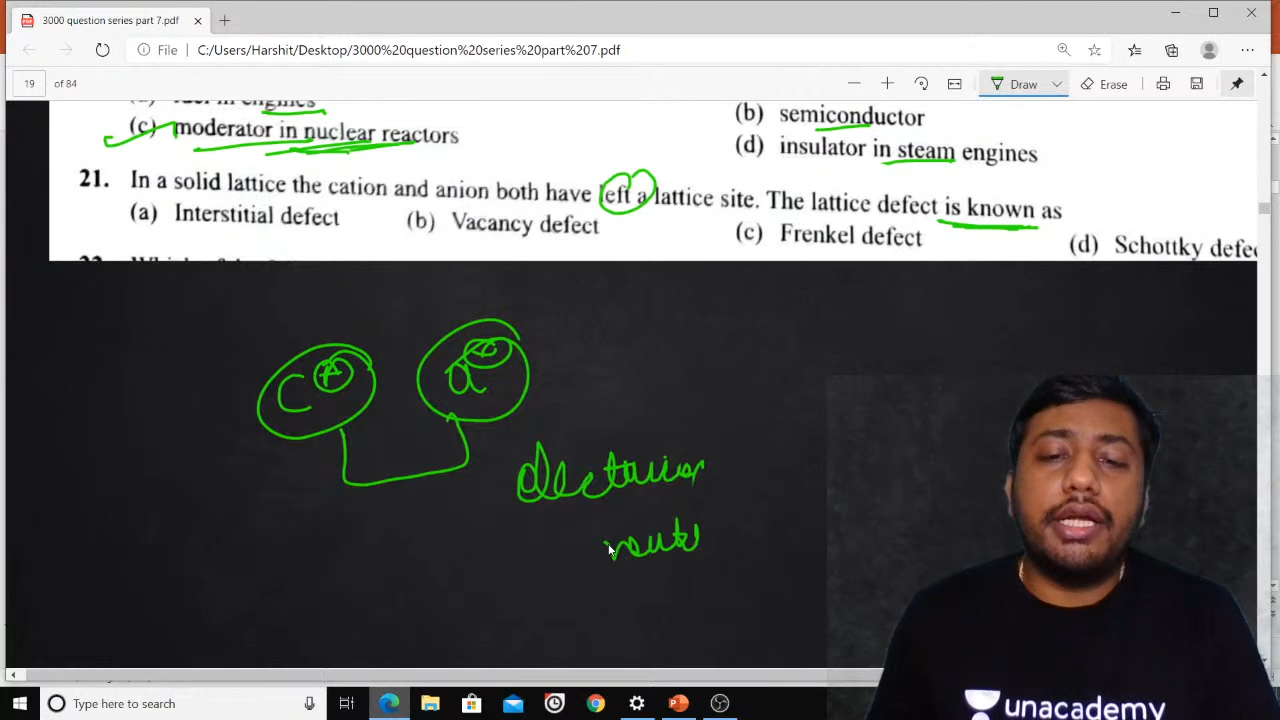 3000 question series part 7.pdf
File C:/Users/Harshit/Desktop/3000%20question%20series%20part%207.pdf
19 of 84 Draw Erase
engines
(c) moderator in nuclear reactors
(b) semiconductor
(d) insulator in steam engines
21. In a solid lattice the cation and anion both have left a lattice site. The lattice defect is known as
(a) Interstitial defect (b) Vacancy defect (c) Frenkel defect (d) Schottky defe
C+ a-
unacademy
Type here to search